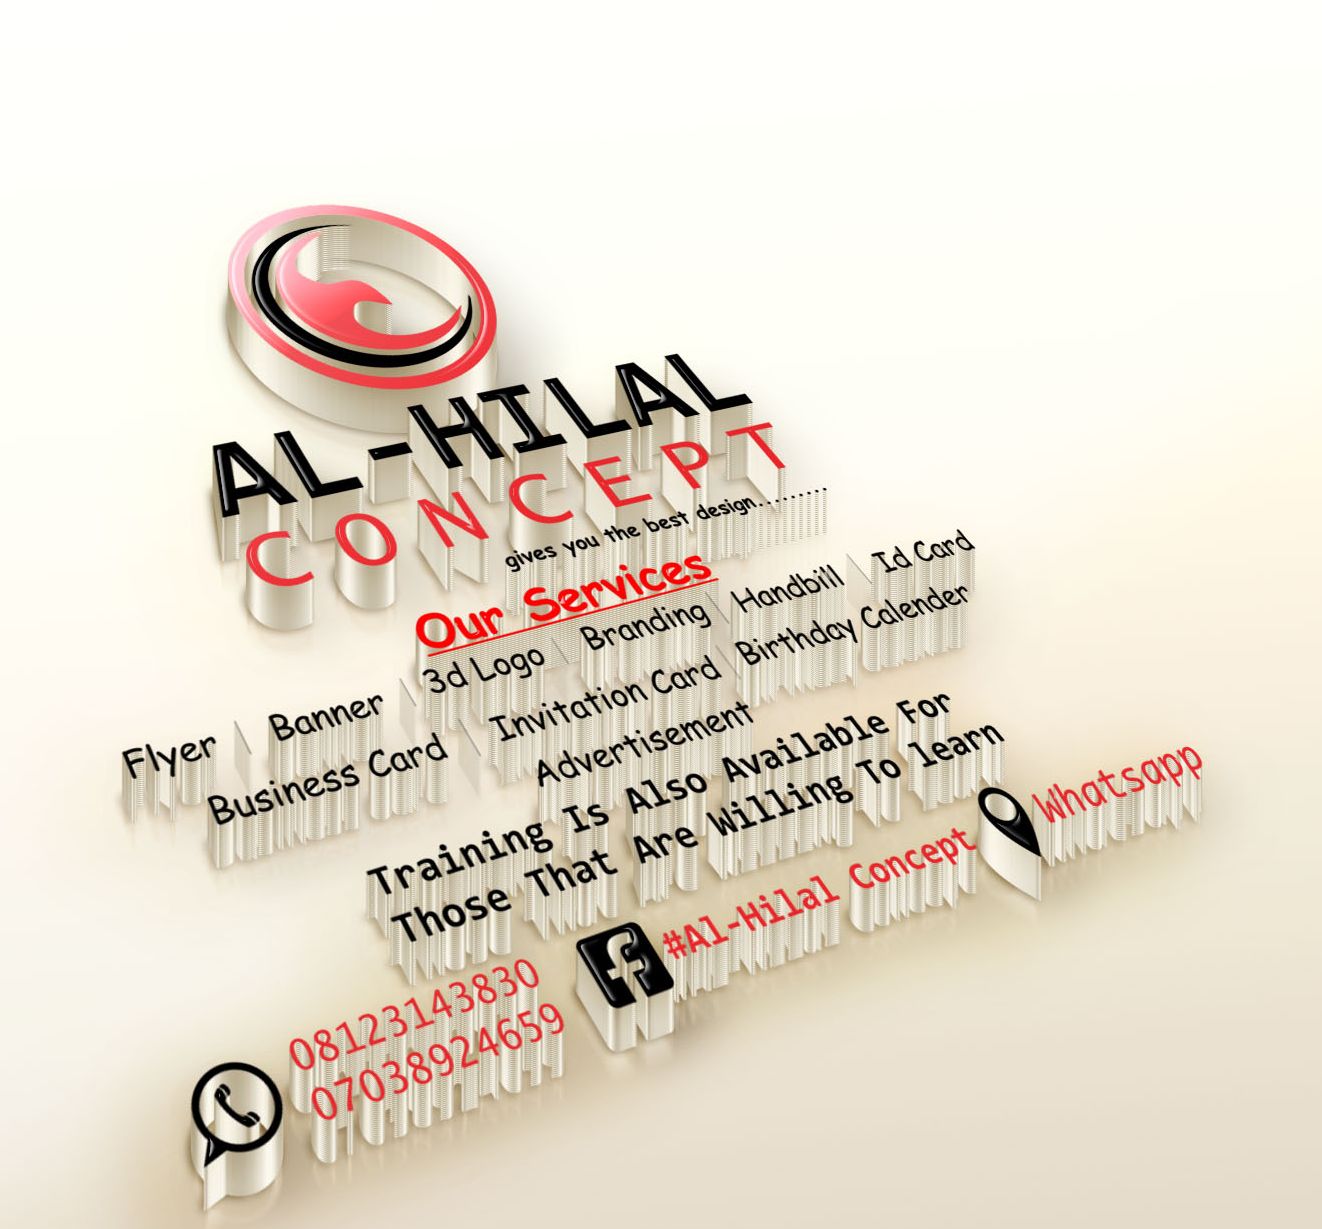 AL-HILAL
CONCEPT
gives you the best design.........
Our Services
Flyer \ Banner \ 3d Logo \ Branding \ Handbill \ Id Card
Business Card \ Invitation Card \ Birthday Calender
Advertisement
Training Is Also Available For
Those That Are Willing To learn
08123143830
07038924659
#Al-Hilal Concept
Whatsapp